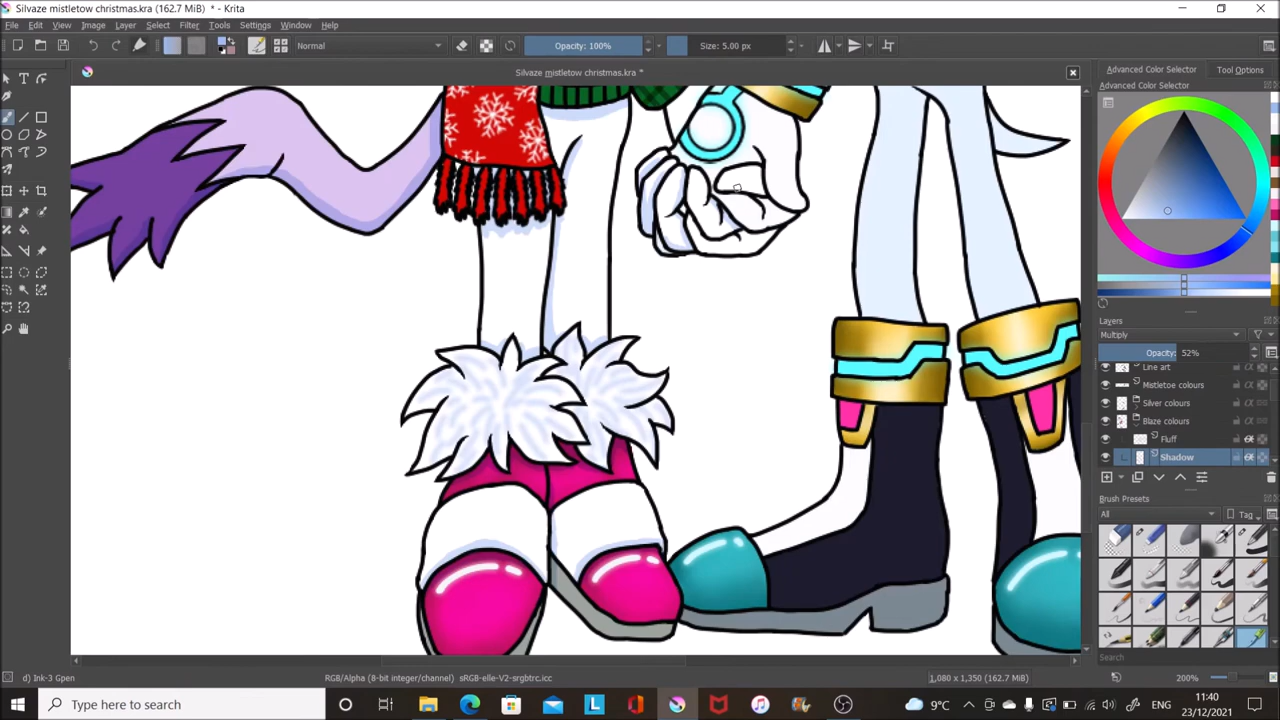 Silvaze mistletow christmas.kra (162.7 MiB) * - Krita
File Edit View Image Layer Select Filter Tools Settings Window Help
Normal Opacity: 100% Size: 5.00 px
Silvaze mistletow christmas.kra * Advanced Color Selector Tool Options
Advanced Color Selector
Layers
Multiply
Opacity: 52%
Line art
Mistletoe colours
Silver colours
Blaze colours
Fluff
Shadow
Brush Presets
All Tag
Search
d) Ink-3 Gpen RGB/Alpha (8-bit integer/channel) sRGB-elle-V2-srgbtrc.icc 1,080 x 1,350 (162.7 MiB) 200%
Type here to search 9°C ENG 11:40
23/12/2021